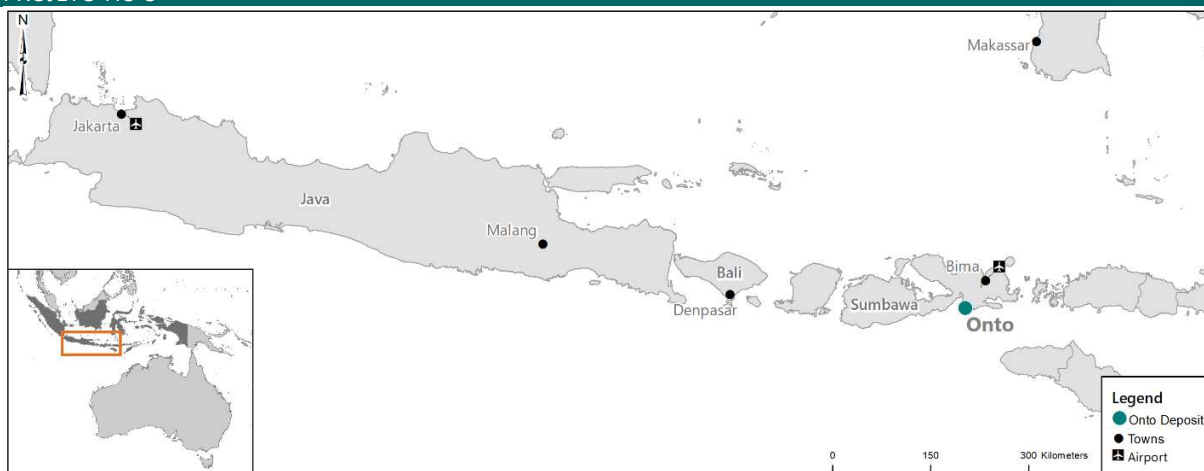 N
Makassar
Jakarta
Java
Malang
Bali
Denpasar
Bima
Sumbawa
Onto
Legend
Onto Deposit
Towns
Airport
0 150 300 Kilometers